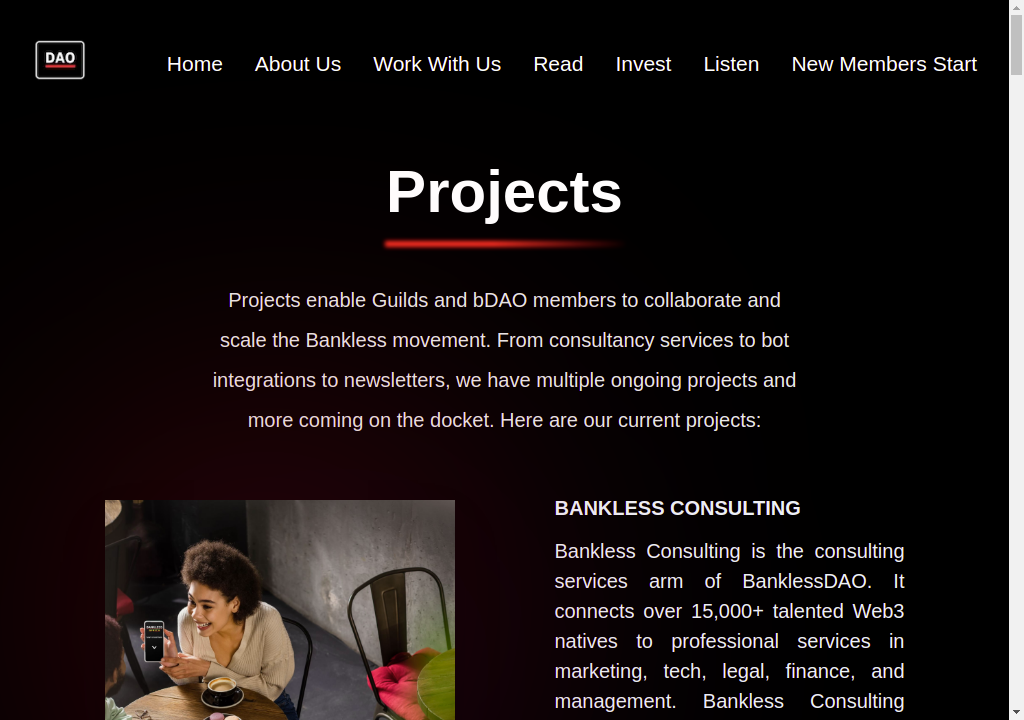 DAO
Home About Us Work With Us Read Invest Listen New Members Start
Projects
Projects enable Guilds and bDAO members to collaborate and
scale the Bankless movement. From consultancy services to bot
integrations to newsletters, we have multiple ongoing projects and
more coming on the docket. Here are our current projects:
BANKLESS CONSULTING
Bankless Consulting is the consulting
services arm of BanklessDAO. It
connects over 15,000+ talented Web3
natives to professional services in
marketing, tech, legal, finance, and
management. Bankless Consulting